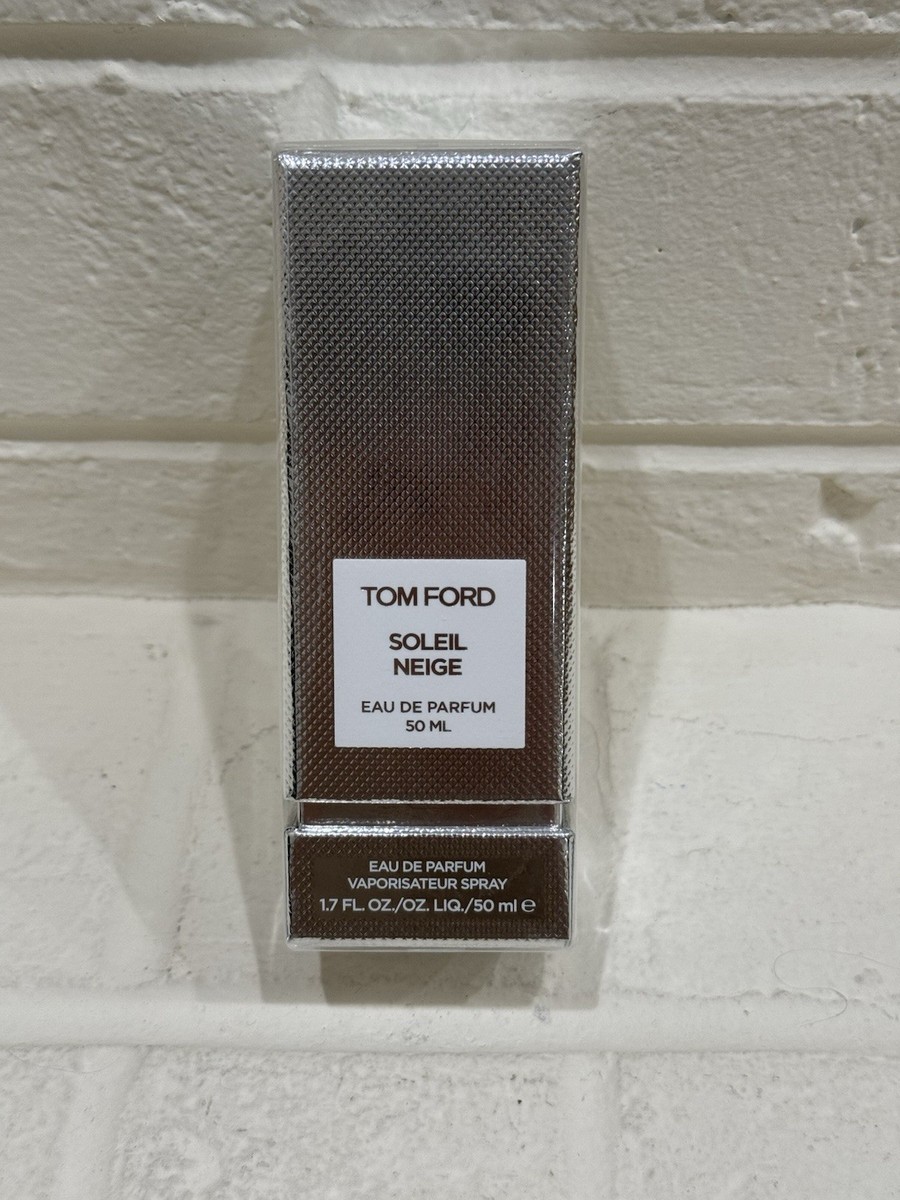 TOM FORD
SOLEIL
NEIGE
EAU DE PARFUM
50 ML
EAU DE PARFUM
VAPORISATEUR SPRAY
1.7 FL. OZ./OZ. LIQ./50 ml ℮